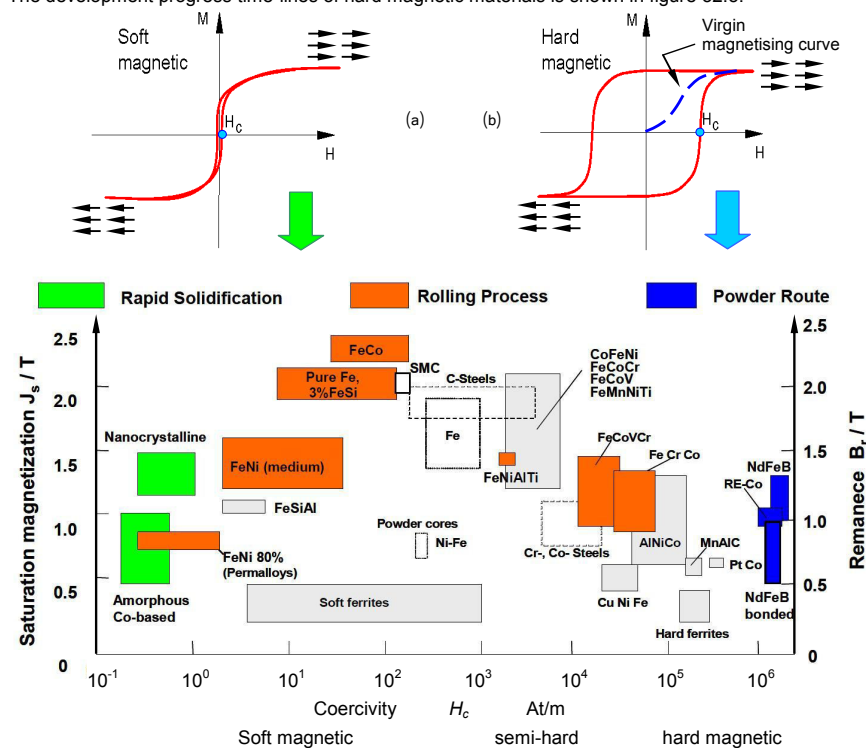 The development progress time lines of hard magnetic materials is shown in figure 32.6.
M
Soft
magnetic
H
C
H
(a)
(b)
M
Hard
magnetic
Virgin
magnetising curve
H
C
H
Rapid Solidification
Rolling Process
Powder Route
Saturation magnetization Js / T
2.5
2.0
1.5
1.0
0.5
0
FeCo
Pure Fe,
3%FeSi
SMC
C-Steels
CoFeNi
FeCoCr
FeCoV
FeMnNiTi
Nanocrystalline
FeNi (medium)
Fe
FeNiAlTi
FeCoVCr
Fe Cr Co
NdFeB
RE-Co
FeSiAl
Powder cores
Ni-Fe
Cr-, Co- Steels
AlNiCo
MnAlC
Pt Co
FeNi 80%
(Permalloys)
Amorphous
Co-based
Soft ferrites
Cu Ni Fe
Hard ferrites
NdFeB
bonded
2.5
2.0
1.5
1.0
0.5
0
Remanece Br / T
10-1
100
101
102
103
104
105
106
Coercivity Hc At/m
Soft magnetic semi-hard hard magnetic